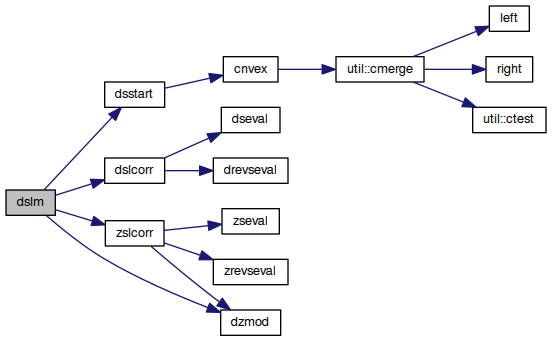 left
cnvex
util::cmerge
right
dsstart
dseval
util::ctest
dslcorr
drevseval
dslm
zseval
zslcorr
zrevseval
dzmod